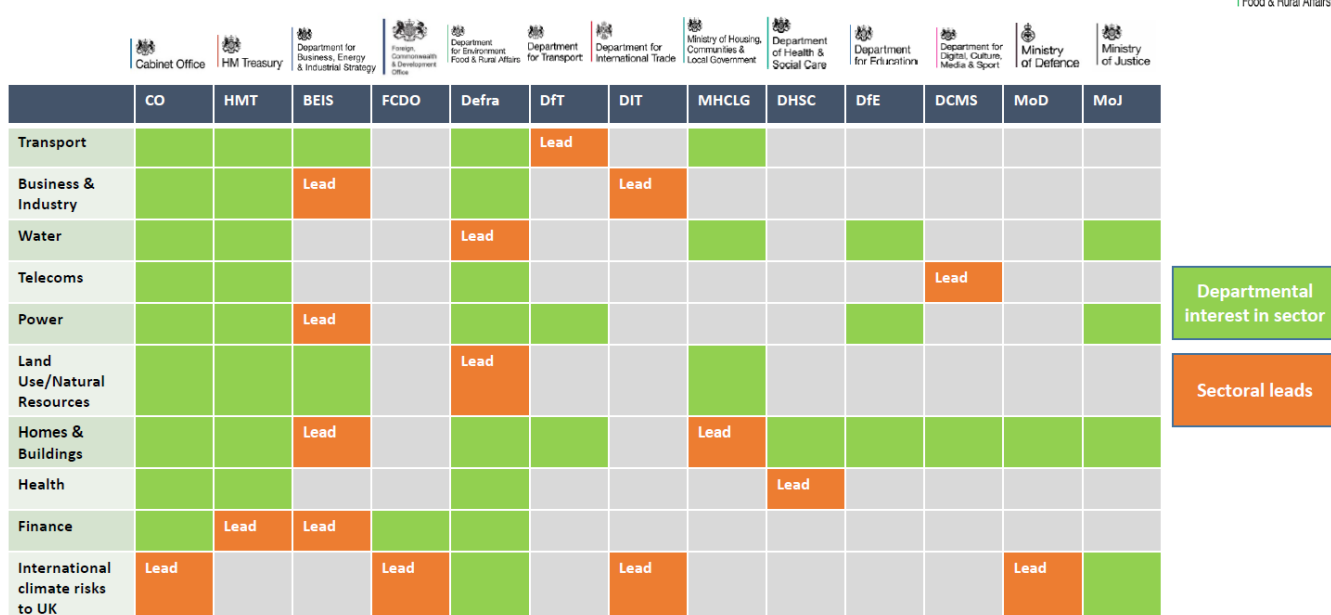 Food & Rural Affairs
Cabinet Office
HM Treasury
Department for
Business, Energy
& Industrial Strategy
Foreign,
Commonwealth
& Development
Office
Department
for Environment
Food & Rural Affairs
Department
for Transport
Department for
International Trade
Ministry of Housing,
Communities &
Local Government
Department
of Health &
Social Care
Department
for Education
Department for
Digital, Culture,
Media & Sport
Ministry
of Defence
Ministry
of Justice
CO HMT BEIS FCDO Defra DfT DIT MHCLG DHSC DfE DCMS MoD MoJ
Transport Lead
Business &
Industry Lead Lead
Water Lead
Telecoms Lead
Power Lead
Land
Use/Natural
Resources Lead
Homes &
Buildings Lead Lead
Health Lead
Finance Lead Lead
International
climate risks
to UK Lead Lead Lead Lead
Departmental
interest in sector
Sectoral leads